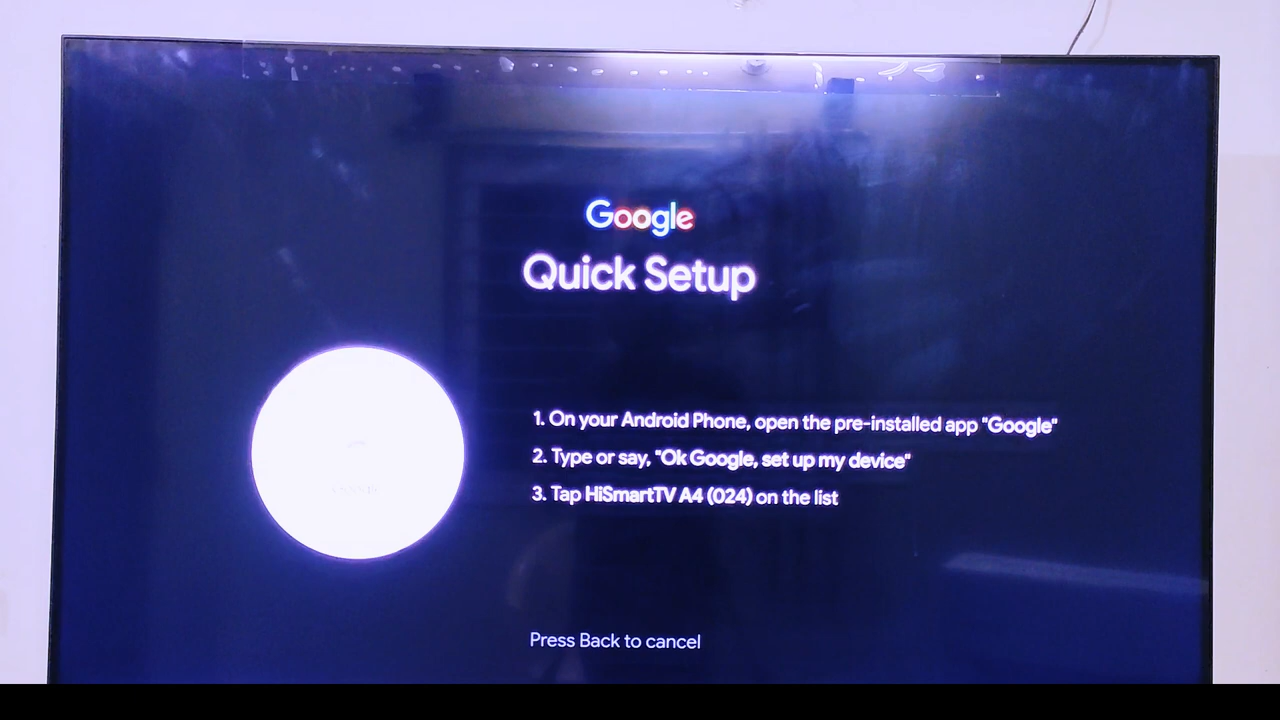 Google
Quick Setup
1. On your Android Phone, open the pre-installed app "Google"
2. Type or say, "Ok Google, set up my device"
3. Tap HiSmartTV A4 (024) on the list
Press Back to cancel